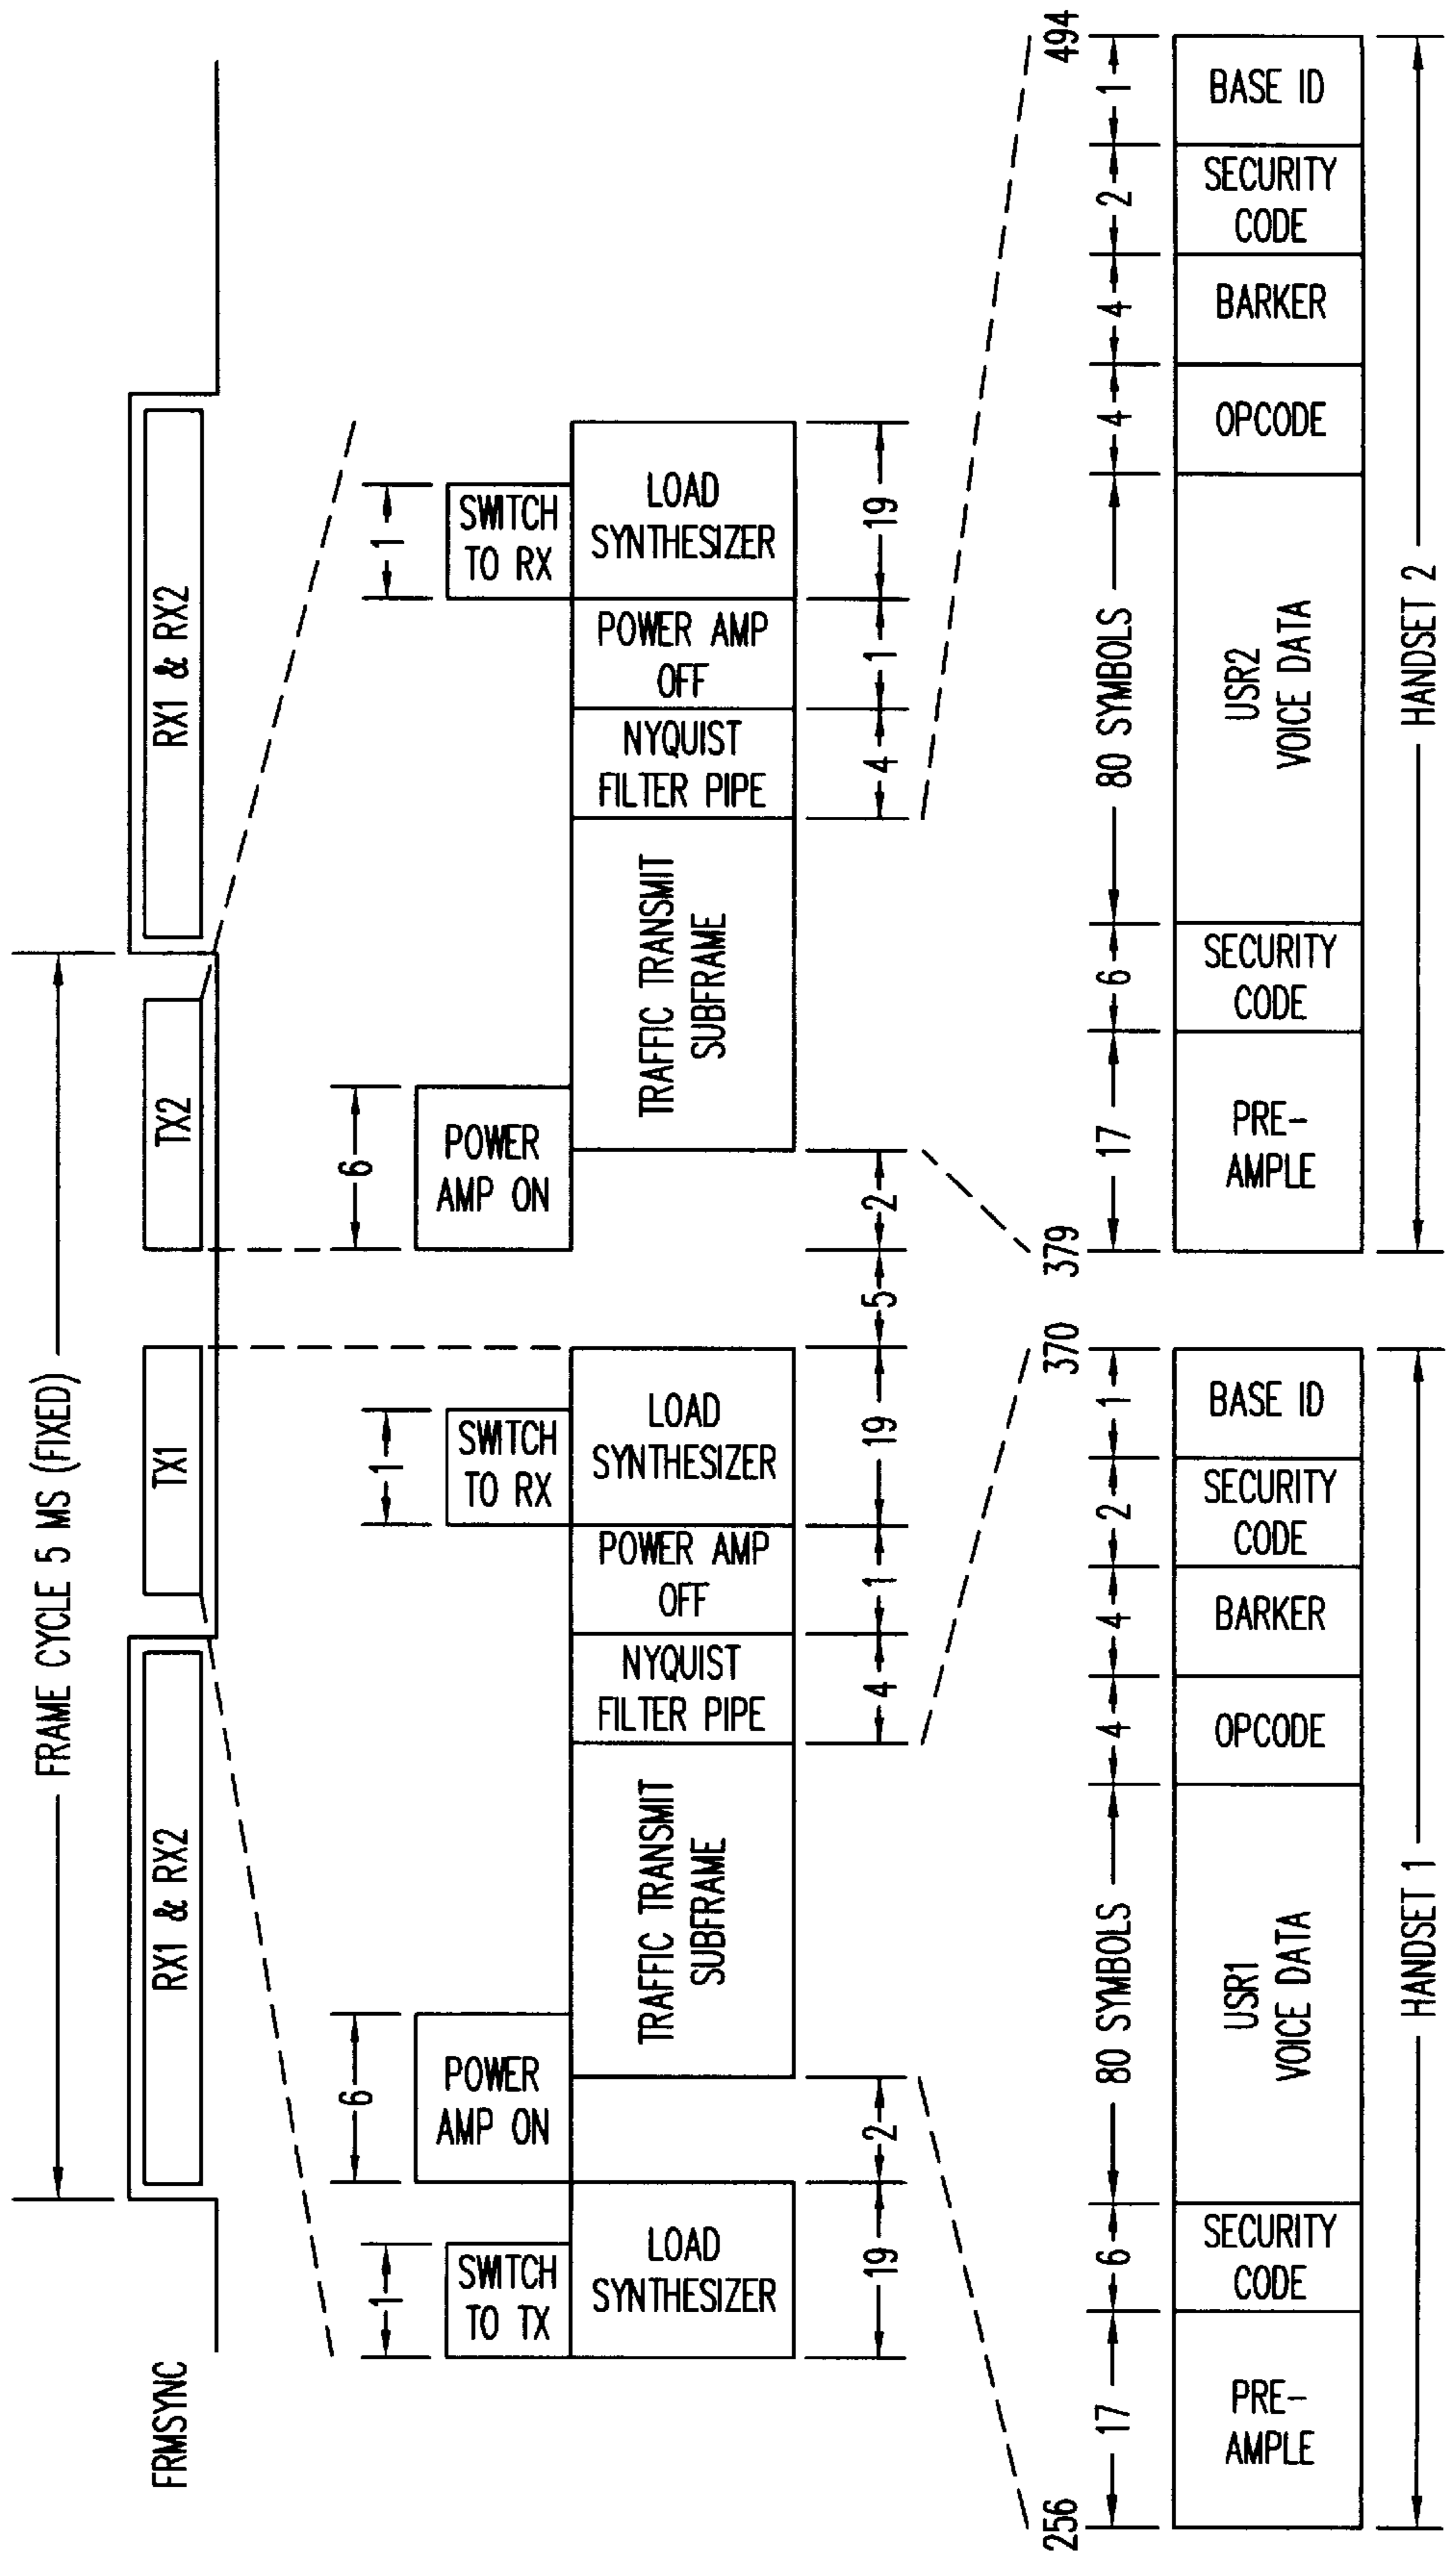 FRAME CYCLE 5 MS (FIXED)
FRMSYNC
RX1 & RX2
TX1
TX2
RX1 & RX2
1
6
1
6
1
SWITCH
TO TX
POWER
AMP ON
SWITCH
TO RX
POWER
AMP ON
SWITCH
TO RX
LOAD
SYNTHESIZER
TRAFFIC TRANSMIT
SUBFRAME
NYQUIST
FILTER PIPE
POWER AMP
OFF
LOAD
SYNTHESIZER
TRAFFIC TRANSMIT
SUBFRAME
NYQUIST
FILTER PIPE
POWER AMP
OFF
LOAD
SYNTHESIZER
19
2
4
1
19
5
2
4
1
19
256
370
379
494
17
6
80 SYMBOLS
4
4
2
1
17
6
80 SYMBOLS
4
4
2
1
PRE-
AMPLE
SECURITY
CODE
USR1
VOICE DATA
OPCODE
BARKER
SECURITY
CODE
BASE ID
PRE-
AMPLE
SECURITY
CODE
USR2
VOICE DATA
OPCODE
BARKER
SECURITY
CODE
BASE ID
HANDSET 1
HANDSET 2